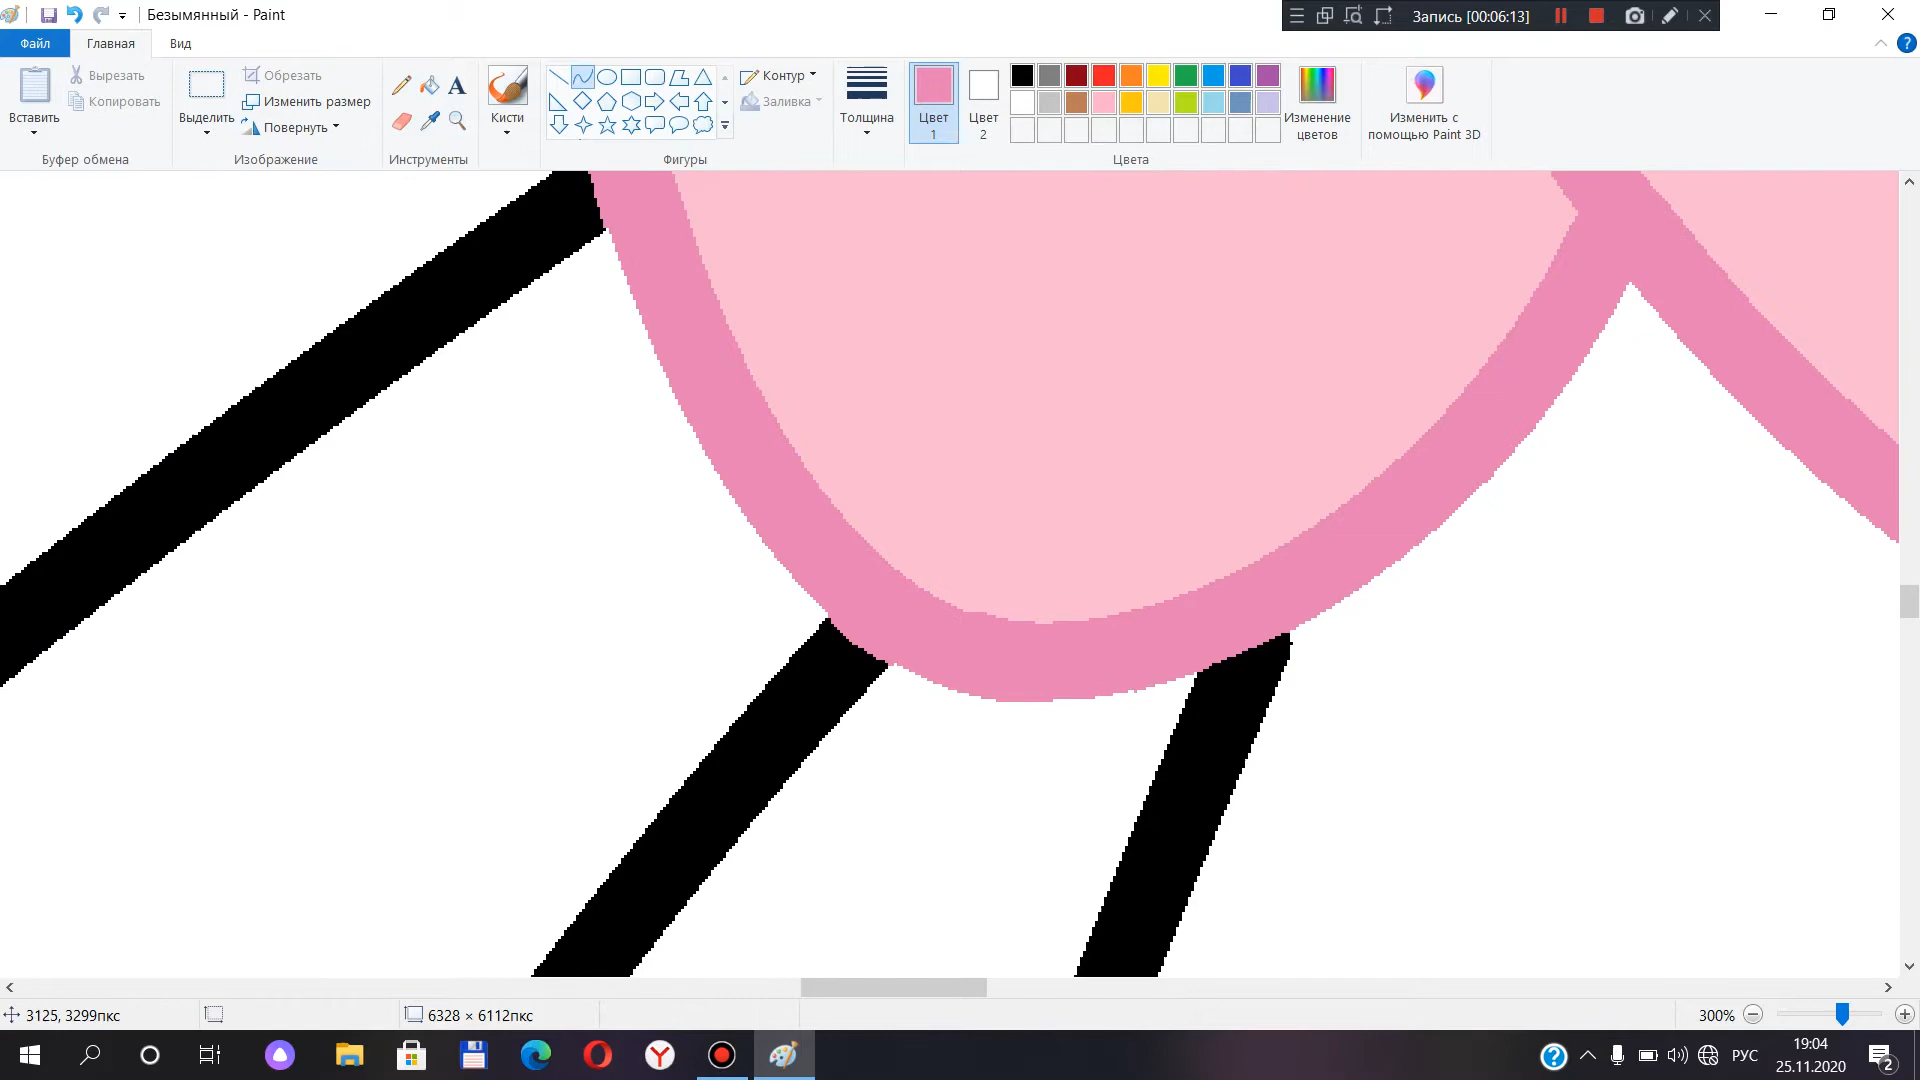 Безымянный - Paint
Запись [00:06:13]
Файл
Главная
Вид
Вставить
Вырезать
Копировать
Буфер обмена
Выделить
Обрезать
Изменить размер
Повернуть
Изображение
A
Инструменты
Кисти
Контур
Заливка
Фигуры
Толщина
Цвет
1
Цвет
2
Изменение
цветов
Цвета
Изменить с
помощью Paint 3D
3125, 3299пкс
6328 × 6112пкс
300%
РУС
19:04
25.11.2020
2